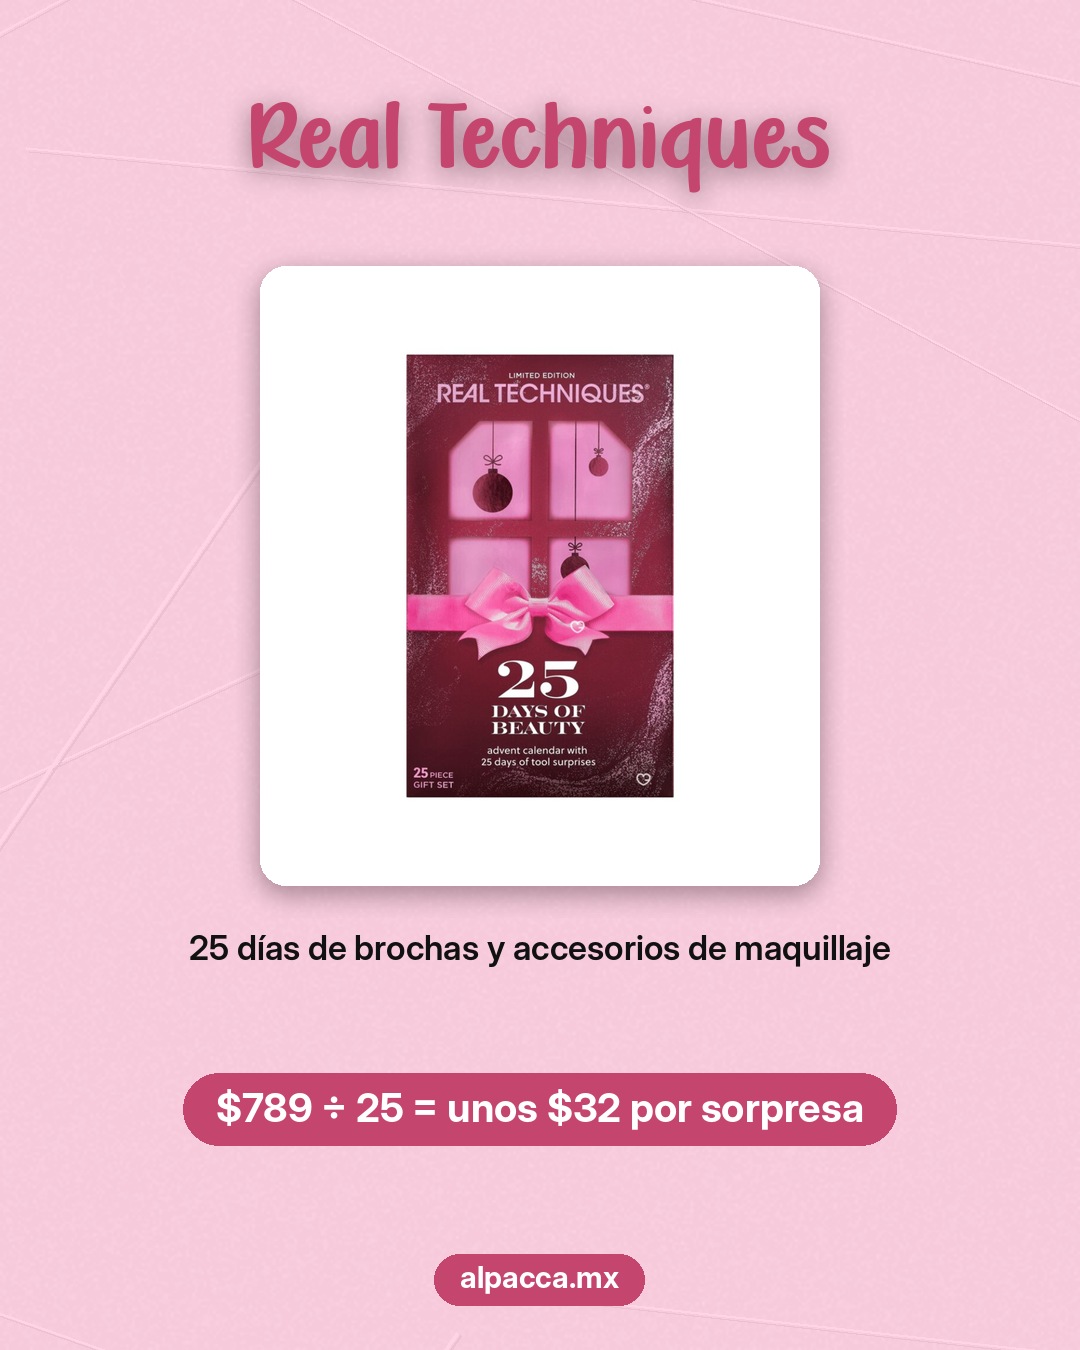 Real Techniques
LIMITED EDITION
REAL TECHNIQUES®
25
DAYS OF
BEAUTY
advent calendar with
25 days of tool surprises
25 PIECE
GIFT SET
25 días de brochas y accesorios de maquillaje
$789 ÷ 25 = unos $32 por sorpresa
alpacca.mx